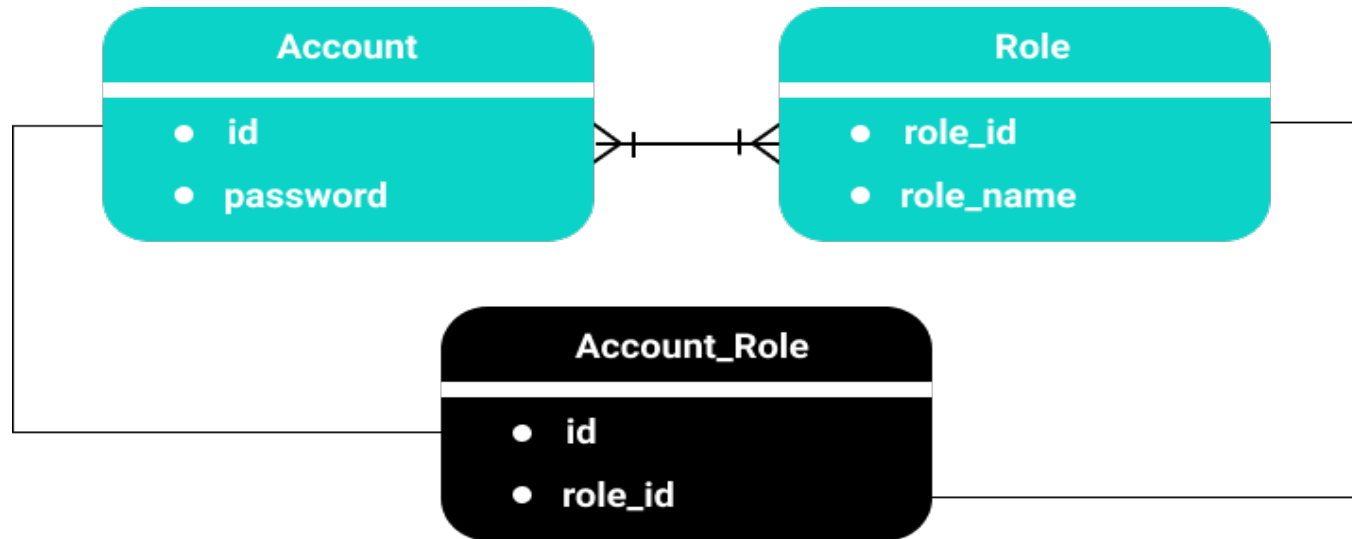 Account
id
password
Role
role_id
role_name
Account_Role
id
role_id